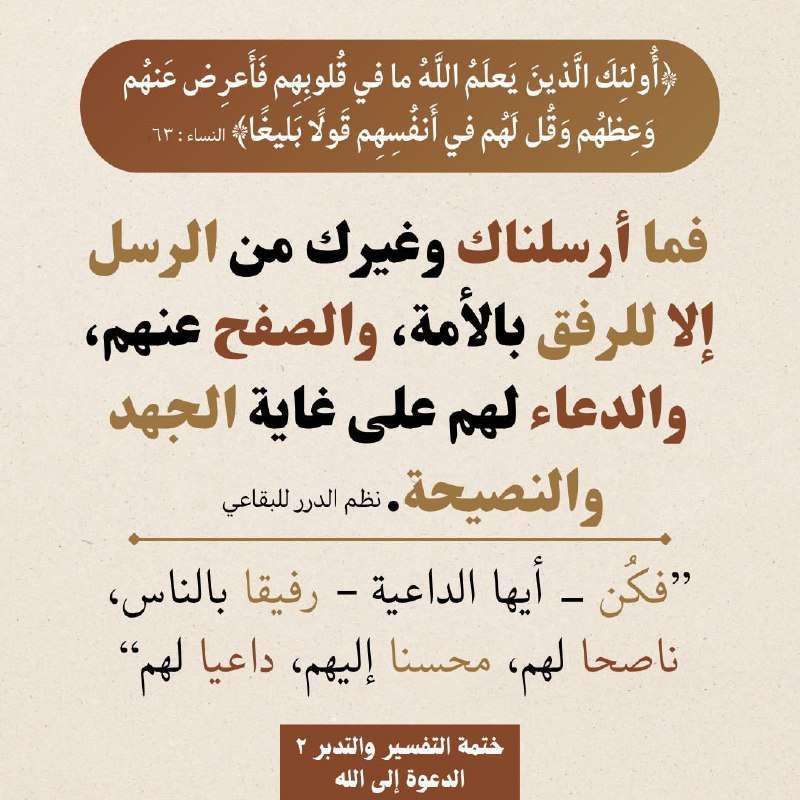 ﴿أُولئِكَ الَّذينَ يَعلَمُ اللَّهُ ما في قُلوبِهِم فَأَعرِض عَنهُم
وَعِظهُم وَقُل لَهُم في أَنفُسِهِم قَولًا بَليغًا﴾ النساء : ٦٣
فما أرسلناك وغيرك من الرسل
إلا للرفق بالأمة، والصفح عنهم،
والدعاء لهم على غاية الجهد
والنصيحة. نظم الدرر للبقاعي
”فكُن – أيها الداعية – رفيقا بالناس،
ناصحا لهم، محسنا إليهم، داعيا لهم“
ختمة التفسير والتدبر ٢
الدعوة إلى الله